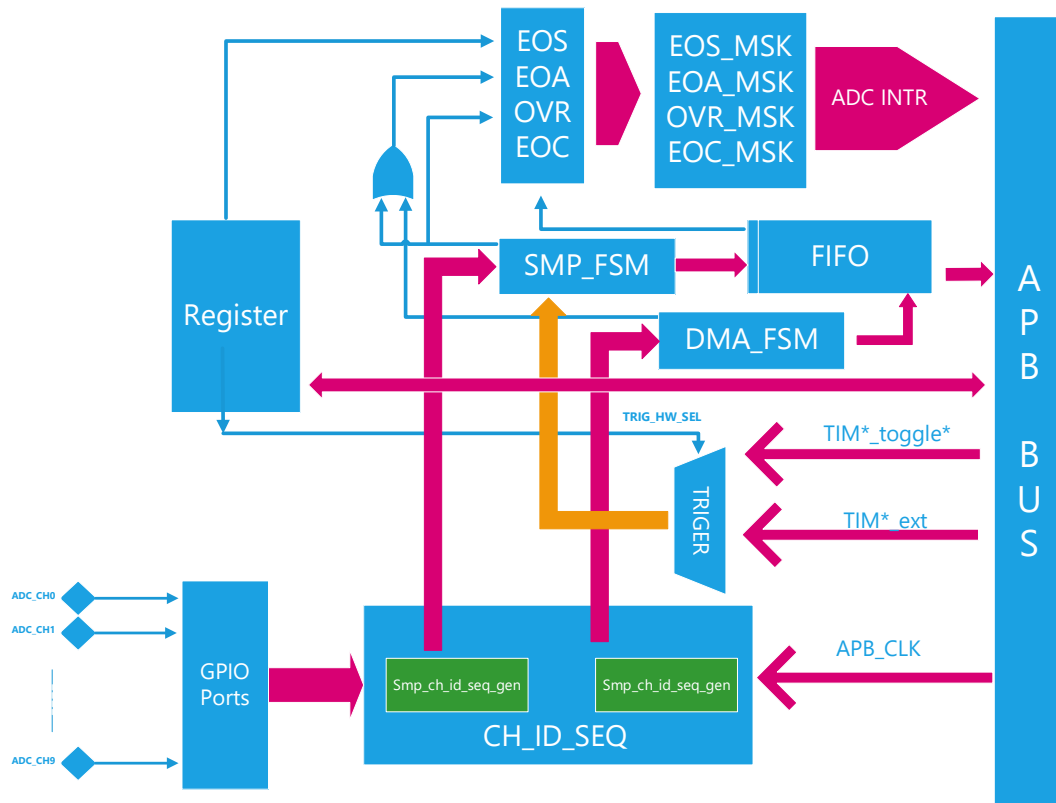 EOS
EOA
OVR
EOC
EOS_MSK
EOA_MSK
OVR_MSK
EOC_MSK
ADC INTR
Register
SMP_FSM
FIFO
DMA_FSM
A
P
B
B
U
S
TRIG_HW_SEL
TIM*_toggle*
TRIGER
TIM*_ext
ADC_CH0
ADC_CH1
ADC_CH9
GPIO
Ports
APB_CLK
Smp_ch_id_seq_gen
Smp_ch_id_seq_gen
CH_ID_SEQ